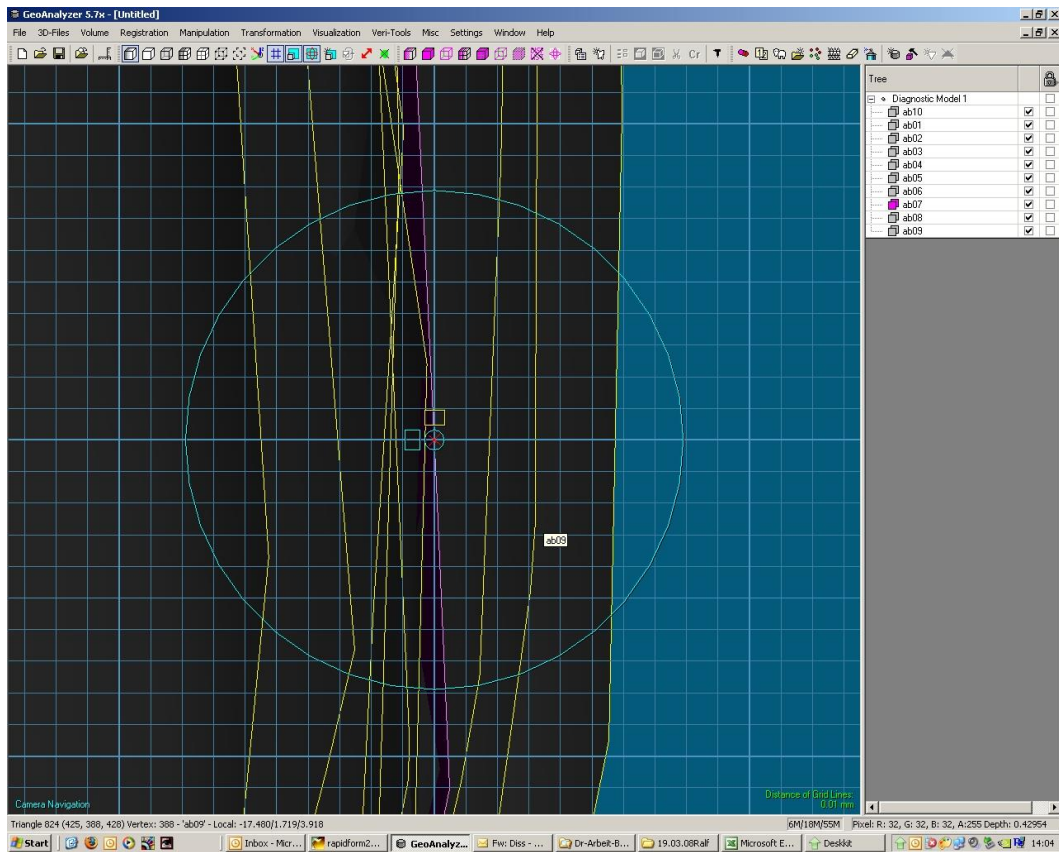 GeoAnalyzer 5.7x - [Untitled]
File 3D-Files Volume Registration Manipulation Transformation Visualization Veri-Tools Misc Settings Window Help
Cr
Tree
Diagnostic Model 1
ab10
ab01
ab02
ab03
ab04
ab05
ab06
ab07
ab08
ab09
ab09
Camera Navigation
Distance of Grid Lines:
0.01 mm
Triangle 824 (425, 388, 428) Vertex: 388 - 'ab09' - Local: -17.480/1.719/3.918 6M/18M/55M Pixel: R: 32, G: 32, B: 32, A:255 Depth: 0.42954
Start Inbox - Micr... rapidform2... GeoAnalyz... Fw: Diss - ... Dr-Arbeit-B... 19.03.08Ralf Microsoft E... Deskkit 14:04